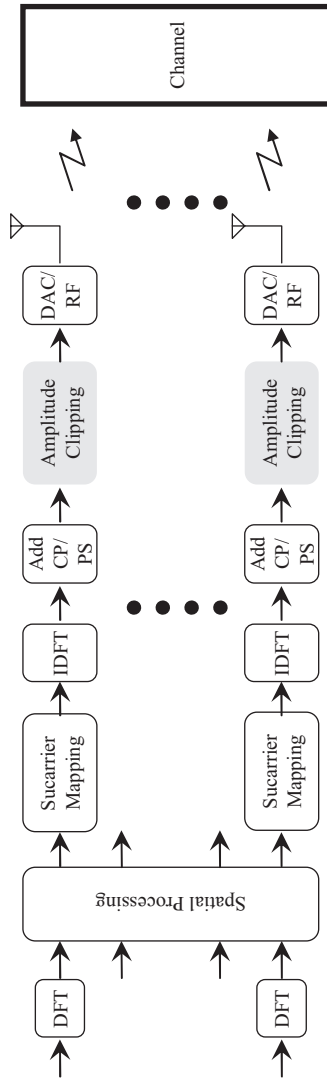 DFT
DFT
Spatial Processing
Sucarrier
Mapping
Sucarrier
Mapping
IDFT
IDFT
Add
CP/
PS
Add
CP/
PS
Amplitude
Clipping
Amplitude
Clipping
DAC/
RF
DAC/
RF
Channel